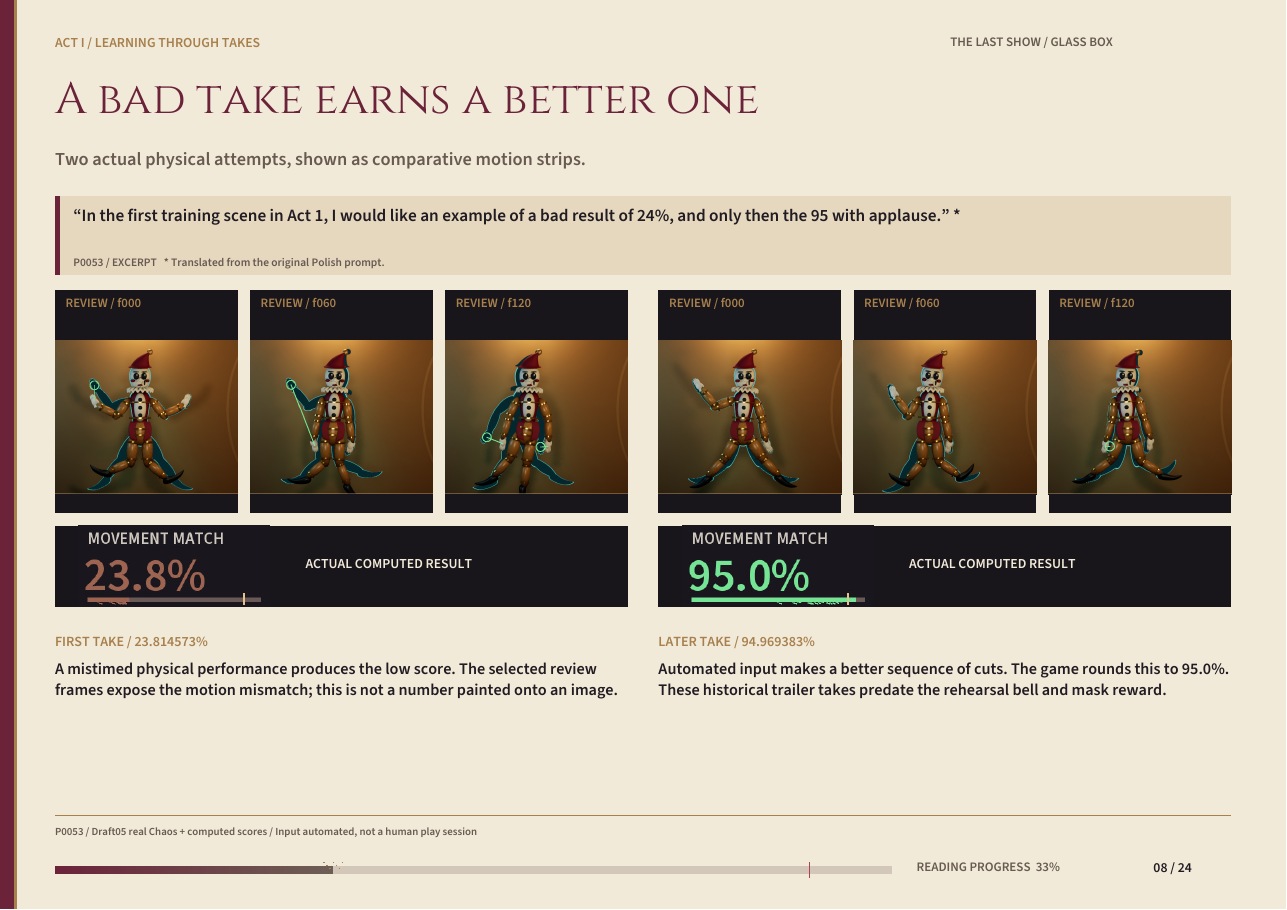 ACT I / LEARNING THROUGH TAKES
THE LAST SHOW / GLASS BOX
A BAD TAKE EARNS A BETTER ONE
Two actual physical attempts, shown as comparative motion strips.
“In the first training scene in Act 1, I would like an example of a bad result of 24%, and only then the 95 with applause.” *
P0053 / EXCERPT * Translated from the original Polish prompt.
REVIEW / f000
REVIEW / f060
REVIEW / f120
REVIEW / f000
REVIEW / f060
REVIEW / f120
MOVEMENT MATCH
23.8%
ACTUAL COMPUTED RESULT
MOVEMENT MATCH
95.0%
ACTUAL COMPUTED RESULT
FIRST TAKE / 23.814573%
A mistimed physical performance produces the low score. The selected review
frames expose the motion mismatch; this is not a number painted onto an image.
LATER TAKE / 94.969383%
Automated input makes a better sequence of cuts. The game rounds this to 95.0%.
These historical trailer takes predate the rehearsal bell and mask reward.
P0053 / Draft05 real Chaos + computed scores / Input automated, not a human play session
READING PROGRESS 33%
08 / 24